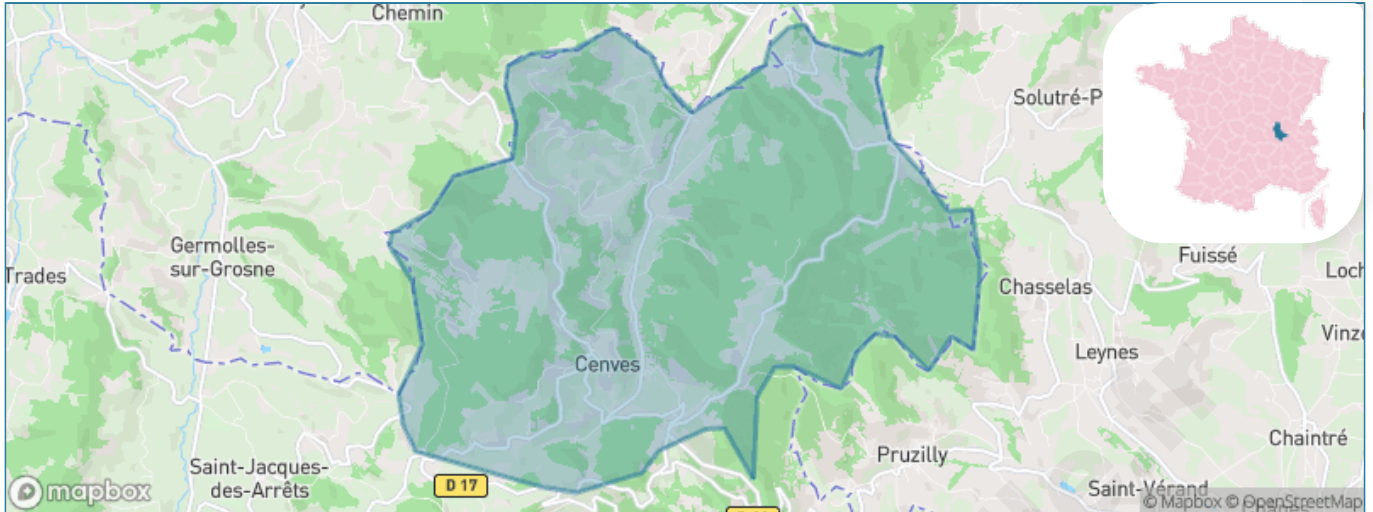 Chemin
Solutré-P
Germolles-
sur-Grosne
Trades
Fuissé
Loch
Chasselas
Vinze
Cenves
Leynes
Chaintré
Pruzilly
Saint-Jacques-
des-Arrêts
D 17
Saint-Vérand
mapbox
© Mapbox © OpenStreetMap